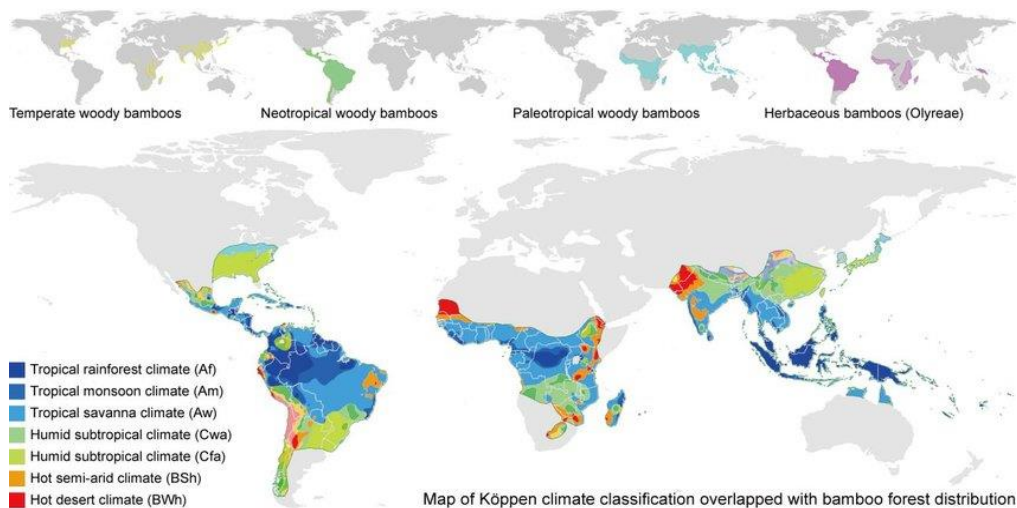 Temperate woody bamboos
Neotropical woody bamboos
Paleotropical woody bamboos
Herbaceous bamboos (Olyreae)
Tropical rainforest climate (Af)
Tropical monsoon climate (Am)
Tropical savanna climate (Aw)
Humid subtropical climate (Cwa)
Humid subtropical climate (Cfa)
Hot semi-arid climate (BSh)
Hot desert climate (BWh)
Map of Köppen climate classification overlapped with bamboo forest distribution